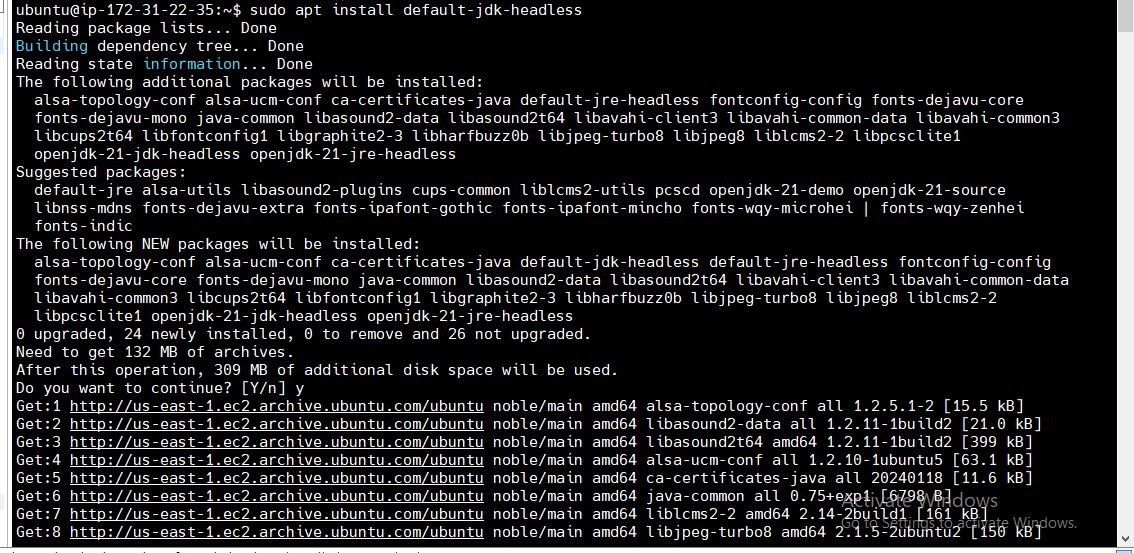 ubuntu@ip-172-31-22-35:~$ sudo apt install default-jdk-headless
Reading package lists... Done
Building dependency tree... Done
Reading state information... Done
The following additional packages will be installed:
  alsa-topology-conf alsa-ucm-conf ca-certificates-java default-jre-headless fontconfig-config fonts-dejavu-core
  fonts-dejavu-mono java-common libasound2-data libasound2t64 libavahi-client3 libavahi-common-data libavahi-common3
  libcups2t64 libfontconfig1 libgraphite2-3 libharfbuzz0b libjpeg-turbo8 libjpeg8 liblcms2-2 libpcsclite1
  openjdk-21-jdk-headless openjdk-21-jre-headless
Suggested packages:
  default-jre alsa-utils libasound2-plugins cups-common liblcms2-utils pcscd openjdk-21-demo openjdk-21-source
  libnss-mdns fonts-dejavu-extra fonts-ipafont-gothic fonts-ipafont-mincho fonts-wqy-microhei | fonts-wqy-zenhei
  fonts-indic
The following NEW packages will be installed:
  alsa-topology-conf alsa-ucm-conf ca-certificates-java default-jdk-headless default-jre-headless fontconfig-config
  fonts-dejavu-core fonts-dejavu-mono java-common libasound2-data libasound2t64 libavahi-client3 libavahi-common-data
  libavahi-common3 libcups2t64 libfontconfig1 libgraphite2-3 libharfbuzz0b libjpeg-turbo8 libjpeg8 liblcms2-2
  libpcsclite1 openjdk-21-jdk-headless openjdk-21-jre-headless
0 upgraded, 24 newly installed, 0 to remove and 26 not upgraded.
Need to get 132 MB of archives.
After this operation, 309 MB of additional disk space will be used.
Do you want to continue? [Y/n] y
Get:1 http://us-east-1.ec2.archive.ubuntu.com/ubuntu noble/main amd64 alsa-topology-conf all 1.2.5.1-2 [15.5 kB]
Get:2 http://us-east-1.ec2.archive.ubuntu.com/ubuntu noble/main amd64 libasound2-data all 1.2.11-1build2 [21.0 kB]
Get:3 http://us-east-1.ec2.archive.ubuntu.com/ubuntu noble/main amd64 libasound2t64 amd64 1.2.11-1build2 [399 kB]
Get:4 http://us-east-1.ec2.archive.ubuntu.com/ubuntu noble/main amd64 alsa-ucm-conf all 1.2.10-1ubuntu5 [63.1 kB]
Get:5 http://us-east-1.ec2.archive.ubuntu.com/ubuntu noble/main amd64 ca-certificates-java all 20240118 [11.6 kB]
Get:6 http://us-east-1.ec2.archive.ubuntu.com/ubuntu noble/main amd64 java-common all 0.75+exp1 [6798 B]
Get:7 http://us-east-1.ec2.archive.ubuntu.com/ubuntu noble/main amd64 liblcms2-2 amd64 2.14-2build1 [161 kB]
Get:8 http://us-east-1.ec2.archive.ubuntu.com/ubuntu noble/main amd64 libjpeg-turbo8 amd64 2.1.5-2ubuntu2 [150 kB]
Activate Windows
Go to Settings to activate Windows.